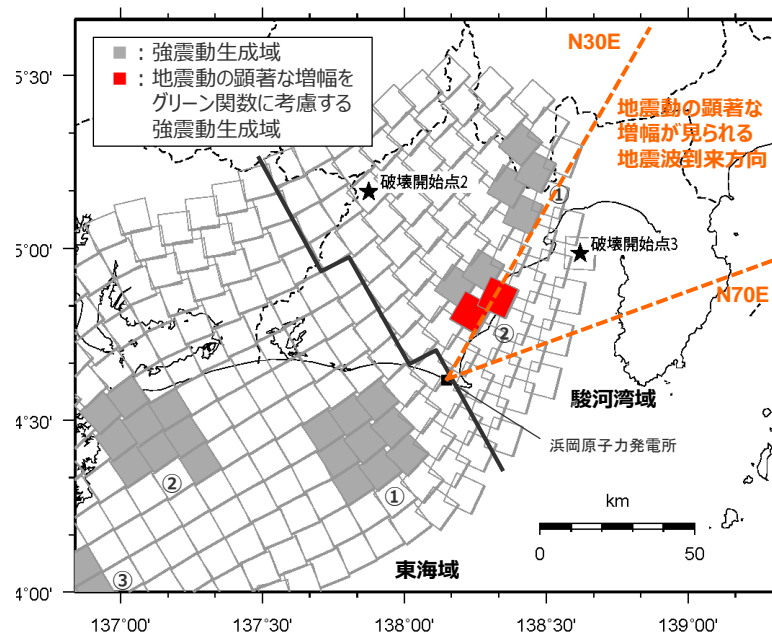 ：強震動生成域
：地震動の顕著な増幅を
グリーン関数に考慮する
強震動生成域
N30E
地震動の顕著な
増幅が見られる
地震波到来方向
5°30'
破壊開始点2
①
5°00'
破壊開始点3
N70E
②
4°30'
駿河湾域
浜岡原子力発電所
②
①
km
0
50
東海域
③
4°00'
137°00'
137°30'
138°00'
138°30'
139°00'